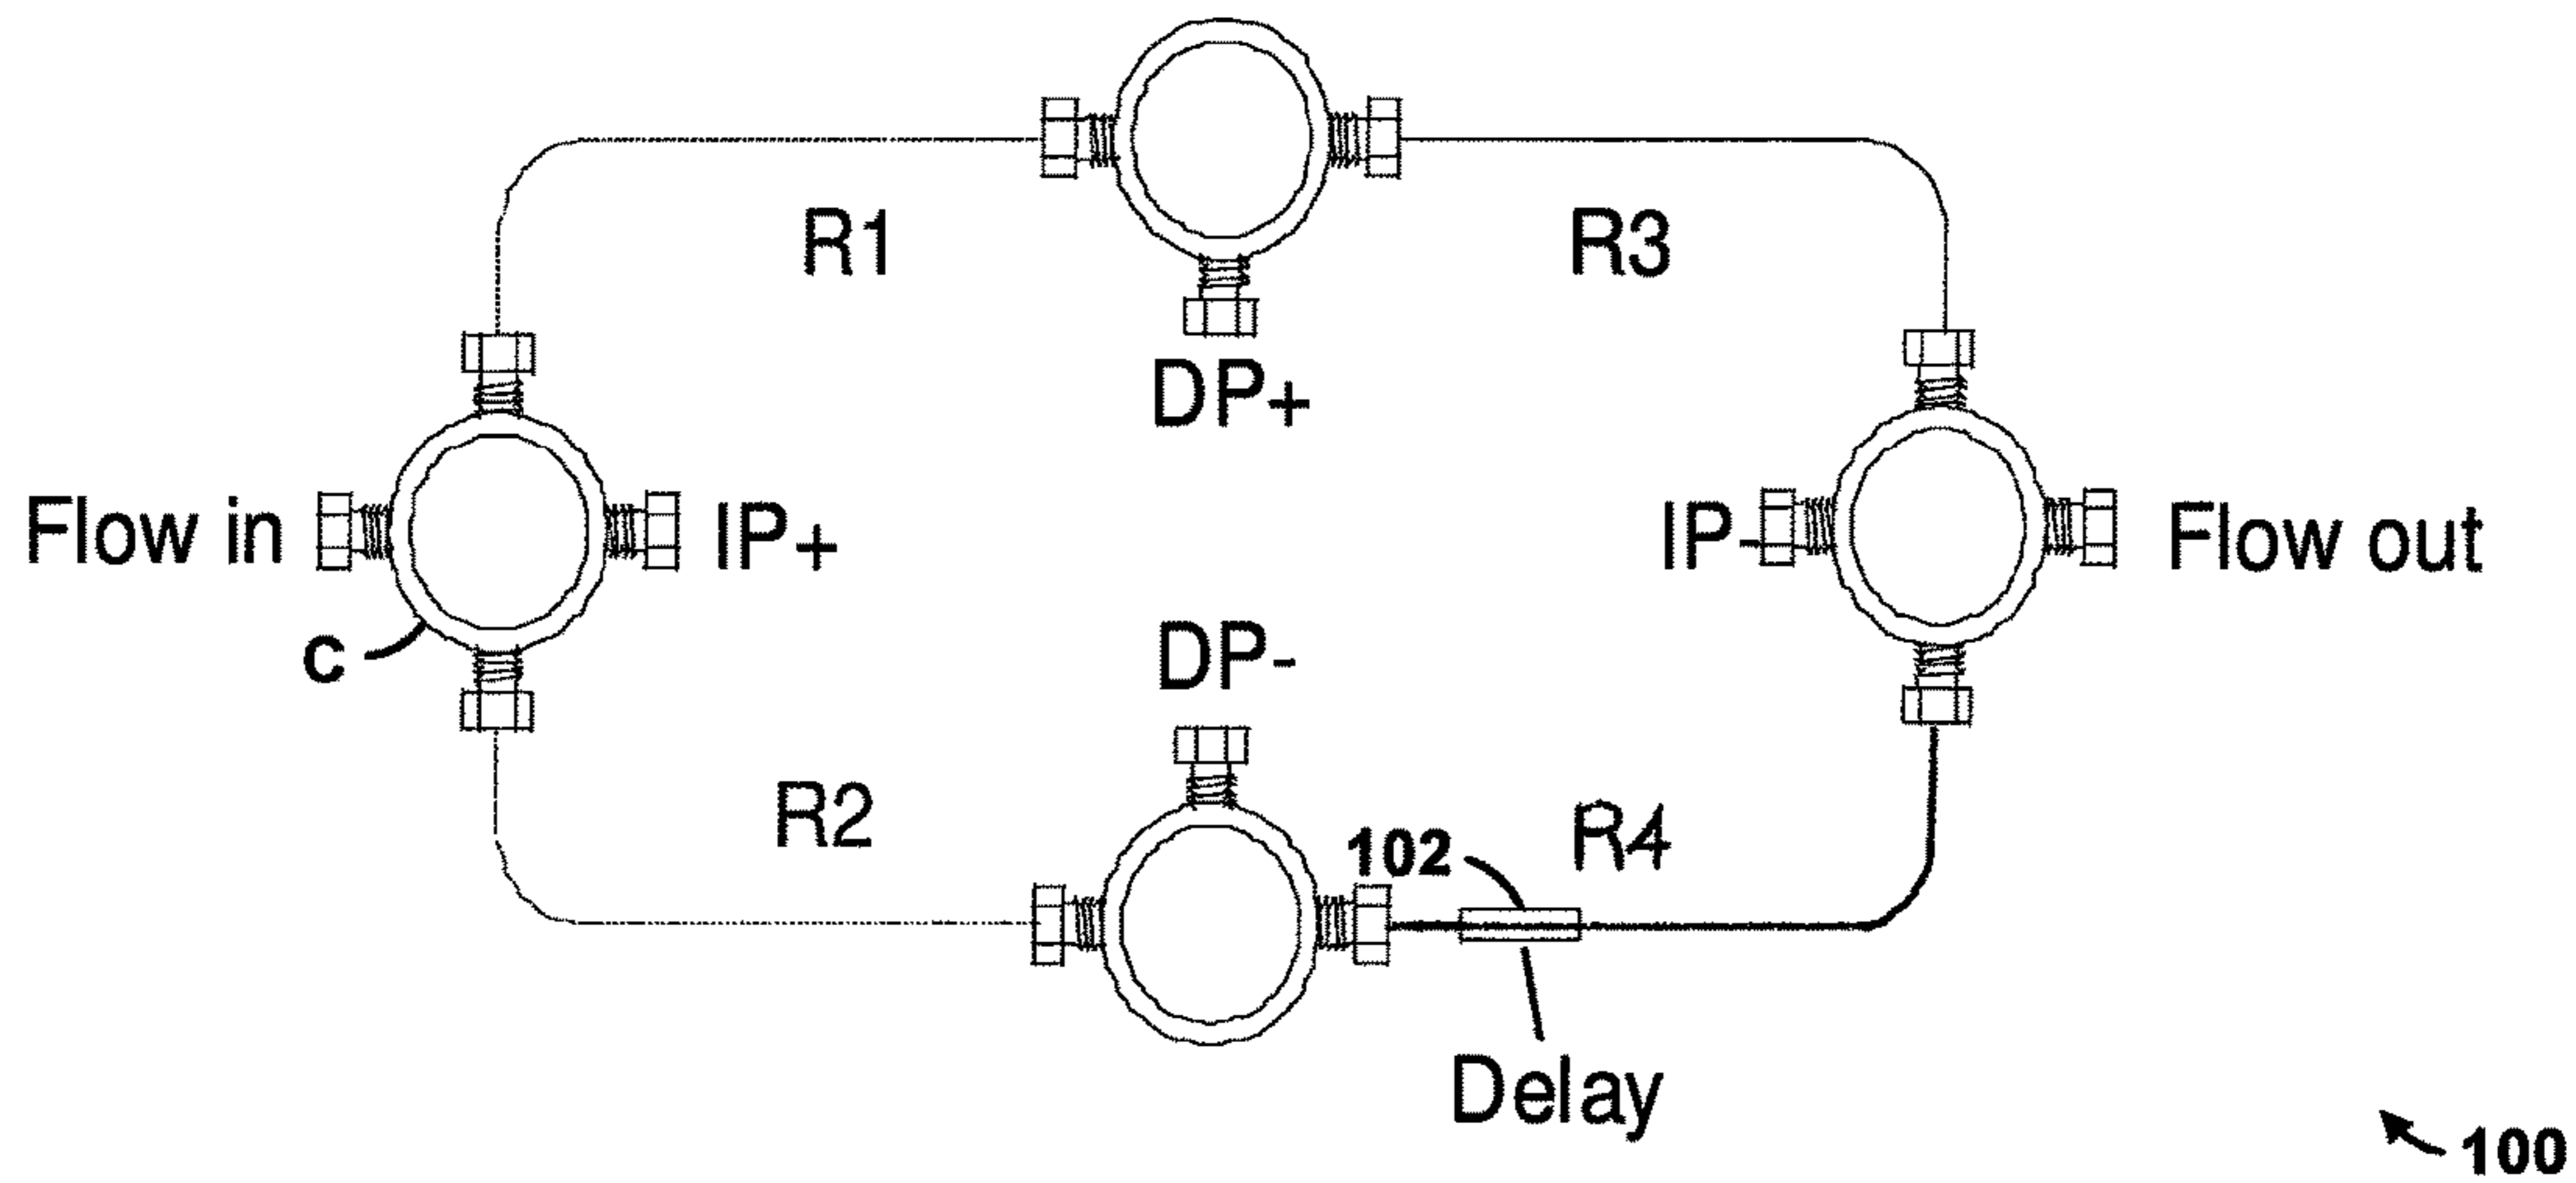 R1
R3
DP+
Flow in
IP+
IP-
Flow out
C
DP-
R2
102
R4
Delay
100